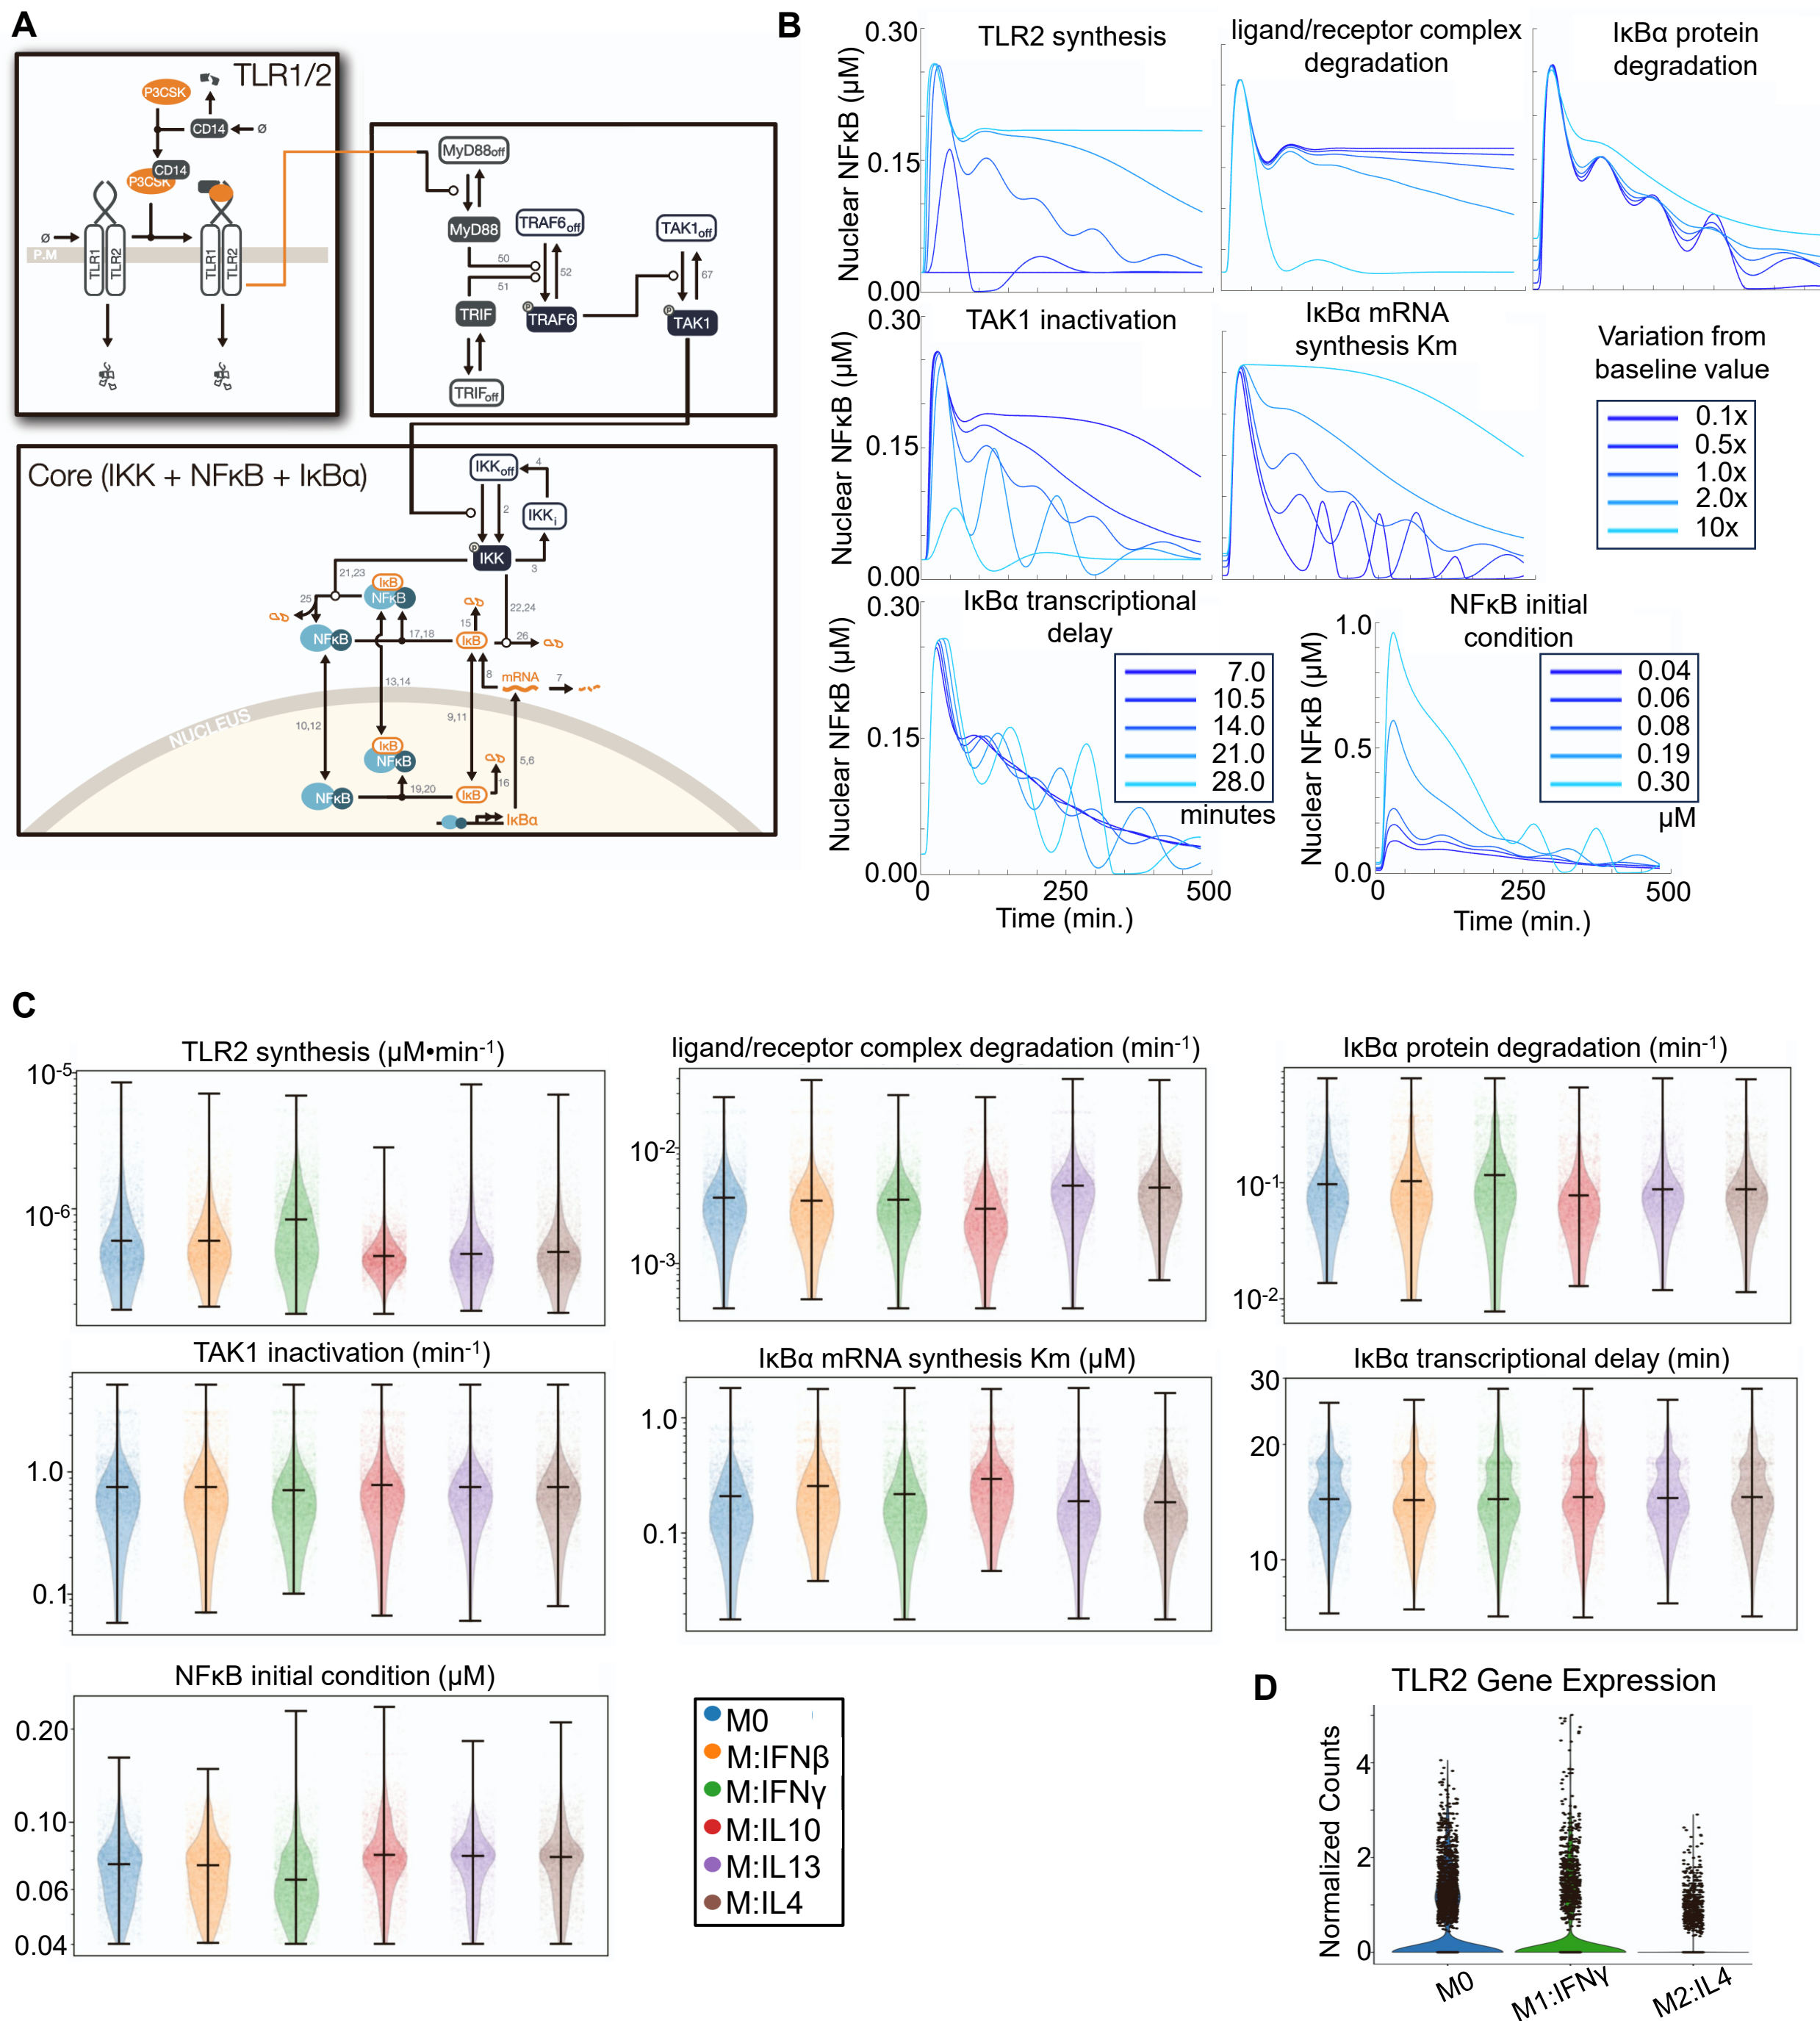 A
TLR1/2
P3CSK
CD14
Ø
CD14
P3CSK
Ø
P.M
TLR1
TLR2
TLR1
TLR2
MyD88off
MyD88
TRAF6off
TAK1off
50
51
52
67
TRIF
P
TRAF6
P
TAK1
TRIFoff
Core (IKK + NFκB + IκBα)
IKKoff
4
2
IKKi
P
IKK
3
21,23
IκB
NFκB
25
22,24
15
NFκB
17,18
IκB
26
8
mRNA
7
13,14
NUCLEUS
10,12
9,11
IκB
NFκB
5,6
16
NFκB
19,20
IκB
IκBα
B
TLR2 synthesis
ligand/receptor complex
degradation
IκBα protein
degradation
Nuclear NFκB (μM)
0.30
0.15
0.00
TAK1 inactivation
IκBα mRNA
synthesis Km
Nuclear NFκB (μM)
0.30
0.15
0.00
Variation from
baseline value
0.1x
0.5x
1.0x
2.0x
10x
IκBα transcriptional
delay
Nuclear NFκB (μM)
0.30
0.15
0.00
0
250
500
Time (min.)
7.0
10.5
14.0
21.0
28.0
minutes
NFκB initial
condition
Nuclear NFκB (μM)
1.0
0.5
0.0
0
250
500
Time (min.)
0.04
0.06
0.08
0.19
0.30
μM
C
TLR2 synthesis (μM•min⁻¹)
10⁻⁵
10⁻⁶
ligand/receptor complex degradation (min⁻¹)
10⁻²
10⁻³
IκBα protein degradation (min⁻¹)
10⁻¹
10⁻²
TAK1 inactivation (min⁻¹)
1.0
0.1
IκBα mRNA synthesis Km (μM)
1.0
0.1
IκBα transcriptional delay (min)
30
20
10
NFκB initial condition (μM)
0.20
0.10
0.06
0.04
M0
M:IFNβ
M:IFNγ
M:IL10
M:IL13
M:IL4
D
TLR2 Gene Expression
Normalized Counts
4
2
0
M0
M1:IFNγ
M2:IL4